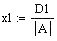 x1 := D1 / |A|